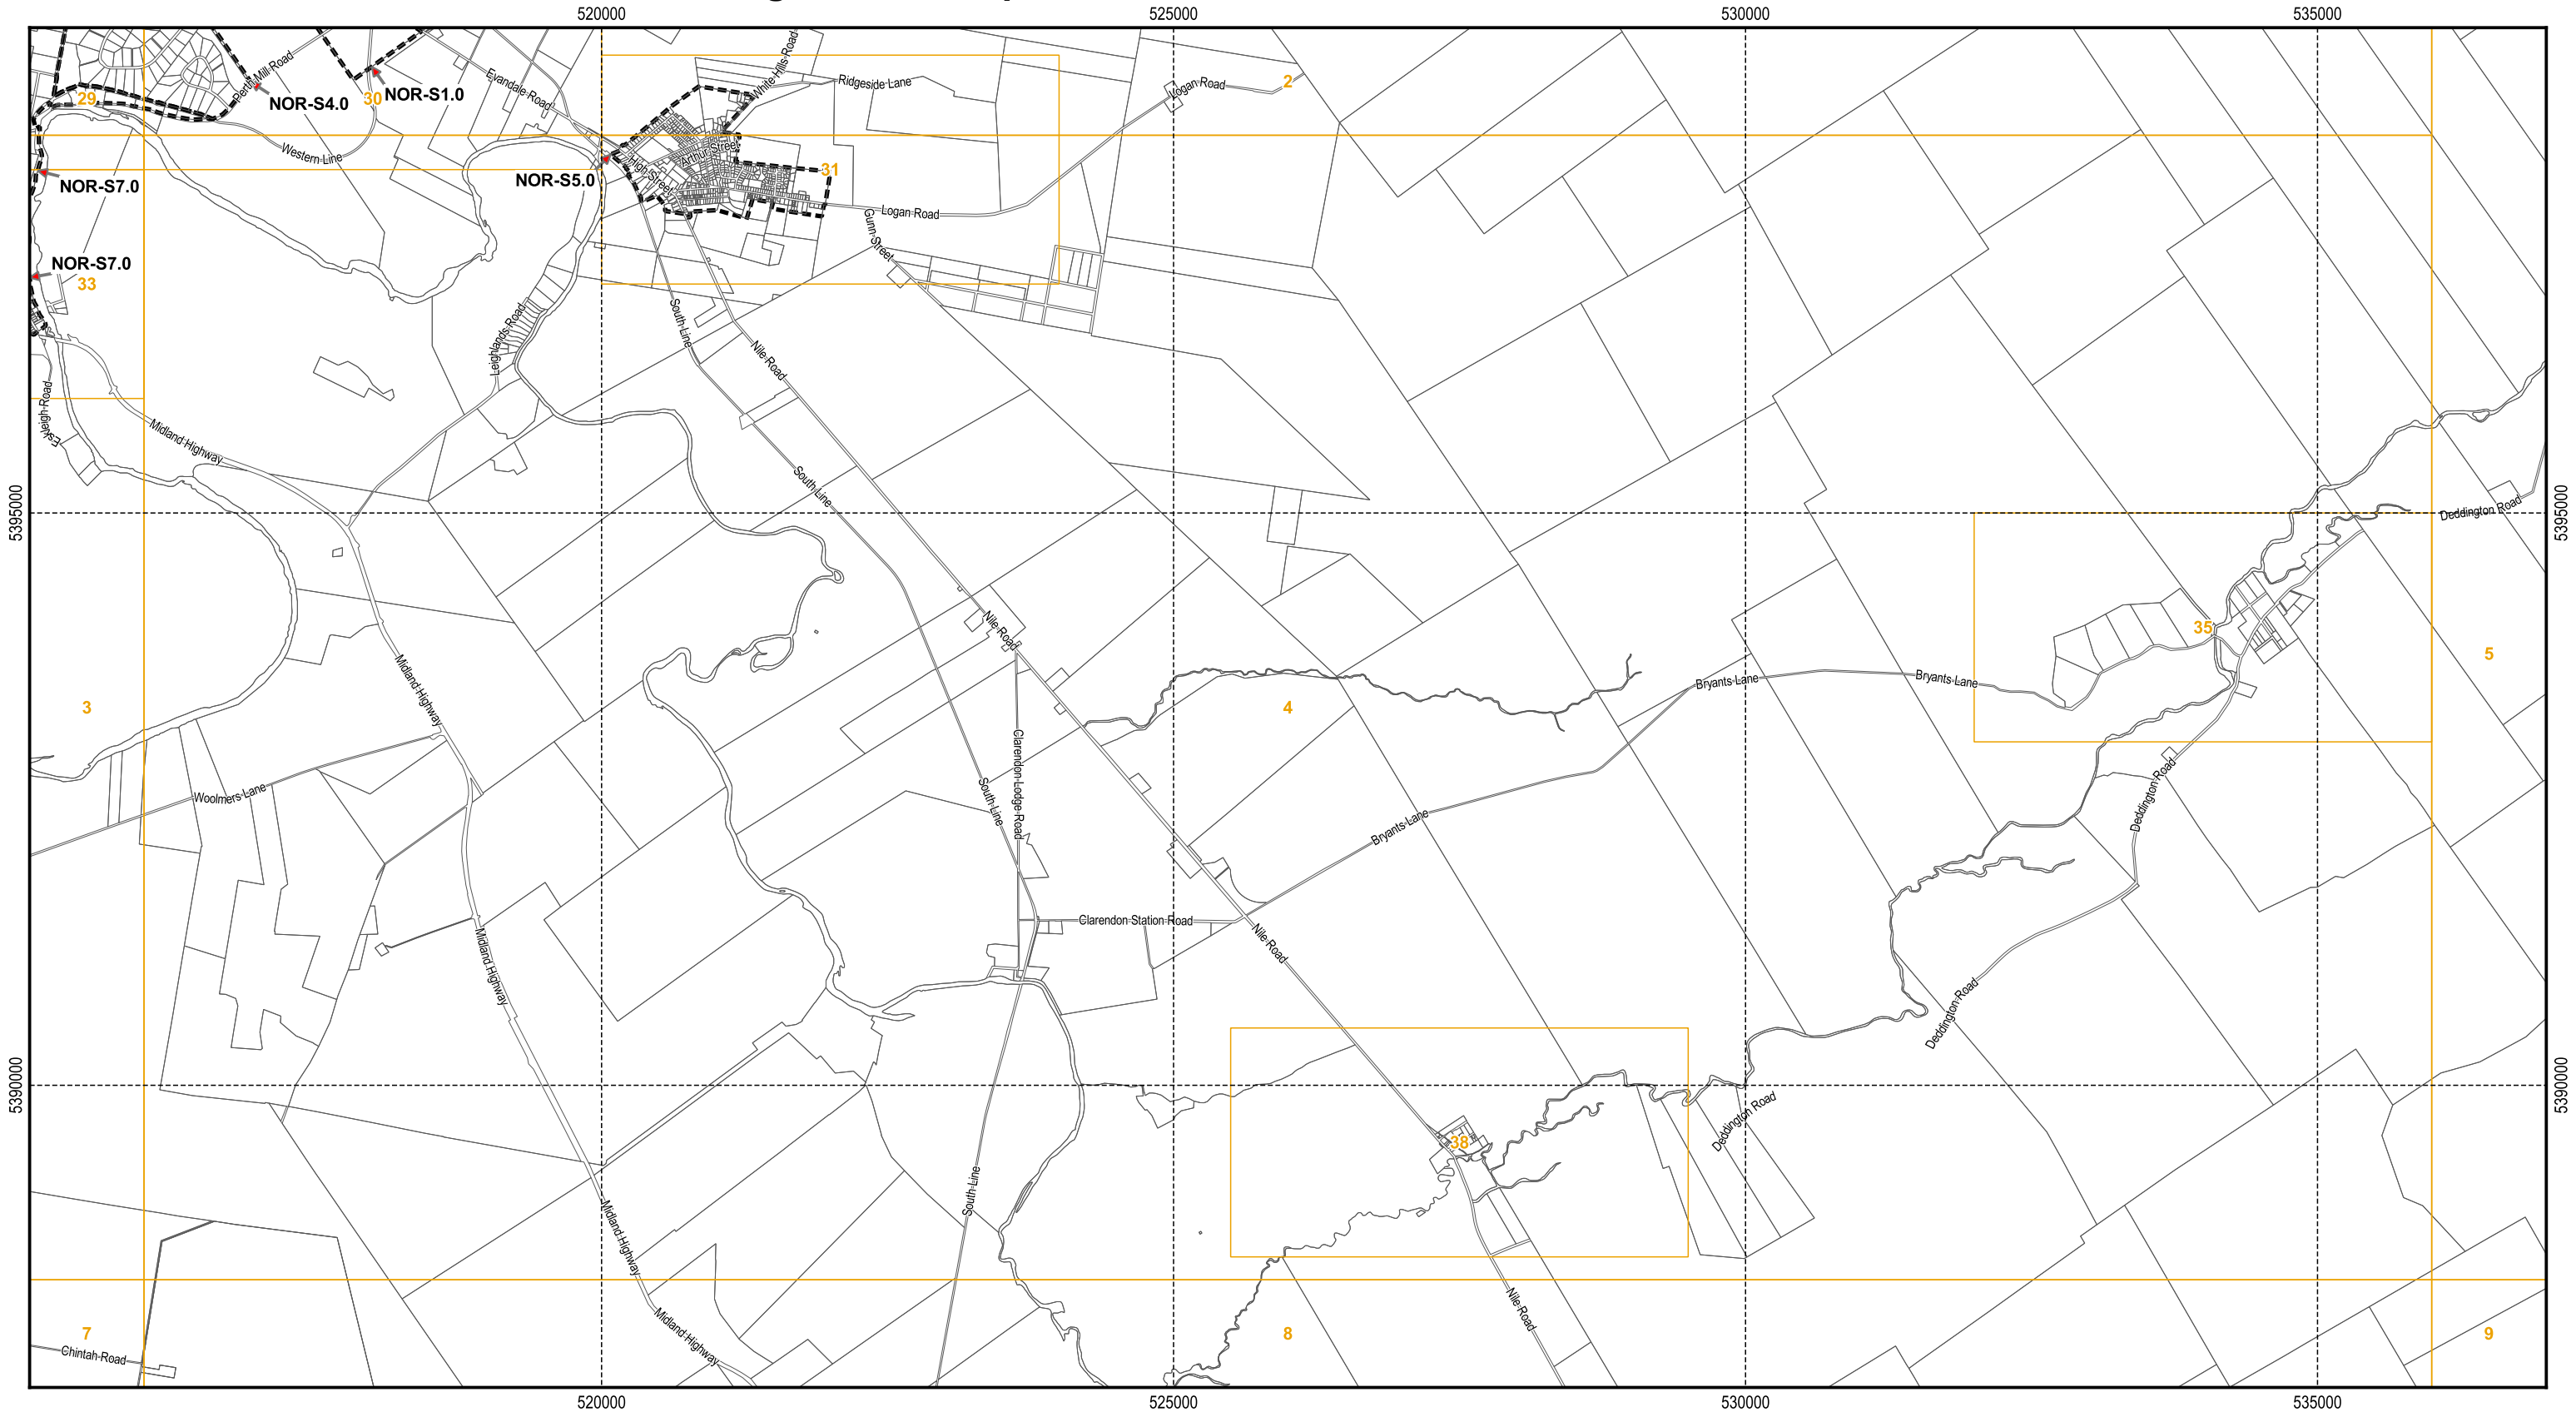 520000
525000
530000
535000
Perth Mill Road
NOR-S4.0
29
30
NOR-S1.0
Evandale Road
White Hills Road
Ridgeside Lane
Logan Road
2
Western Line
NOR-S7.0
NOR-S5.0
High Street
Arthur Street
31
Logan Road
Gunn Street
NOR-S7.0
33
Leighlands Road
South Line
Nile Road
Eskleigh Road
Midland Highway
South Line
5395000
5395000
Deddington Road
Nile Road
35
5
Midland Highway
Bryants Lane
Bryants Lane
3
4
Clarendon Lodge Road
South Line
Woolmers Lane
Bryants Lane
Deddington Road
Clarendon Station Road
Nile Road
Midland Highway
Deddington Road
5390000
5390000
Deddington Road
38
South Line
Midland Highway
Nile Road
Midland Highway
7
8
9
Chintah Road
520000
525000
530000
535000